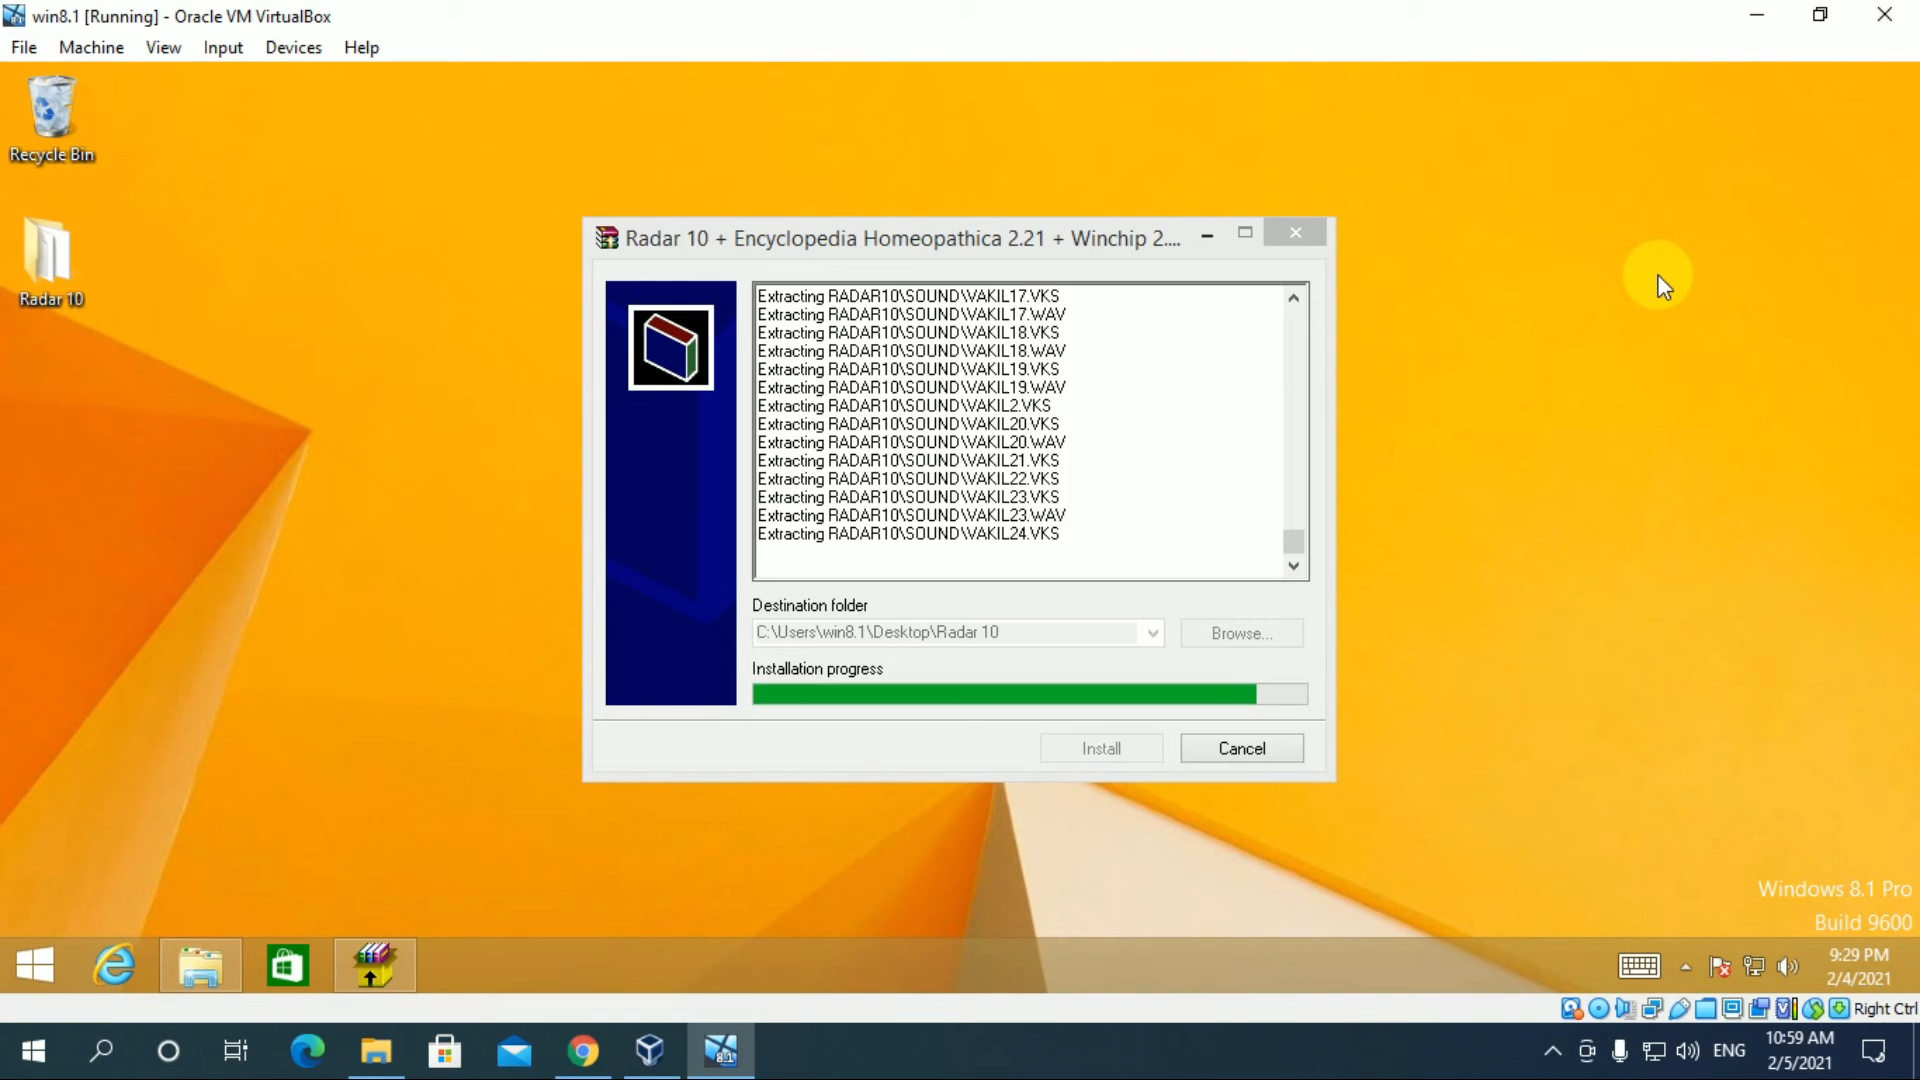 win8.1 [Running] - Oracle VM VirtualBox
File Machine View Input Devices Help
Recycle Bin
Radar 10
Radar 10 + Encyclopedia Homeopathica 2.21 + Winchip 2....
Extracting RADAR10\SOUND\VAKIL17.VKS
Extracting RADAR10\SOUND\VAKIL17.WAV
Extracting RADAR10\SOUND\VAKIL18.VKS
Extracting RADAR10\SOUND\VAKIL18.WAV
Extracting RADAR10\SOUND\VAKIL19.VKS
Extracting RADAR10\SOUND\VAKIL19.WAV
Extracting RADAR10\SOUND\VAKIL2.VKS
Extracting RADAR10\SOUND\VAKIL20.VKS
Extracting RADAR10\SOUND\VAKIL20.WAV
Extracting RADAR10\SOUND\VAKIL21.VKS
Extracting RADAR10\SOUND\VAKIL22.VKS
Extracting RADAR10\SOUND\VAKIL23.VKS
Extracting RADAR10\SOUND\VAKIL23.WAV
Extracting RADAR10\SOUND\VAKIL24.VKS
Destination folder
C:\Users\win8.1\Desktop\Radar 10
Browse...
Installation progress
Install
Cancel
Windows 8.1 Pro
Build 9600
9:29 PM
2/4/2021
Right Ctrl
8.1
ENG
10:59 AM
2/5/2021